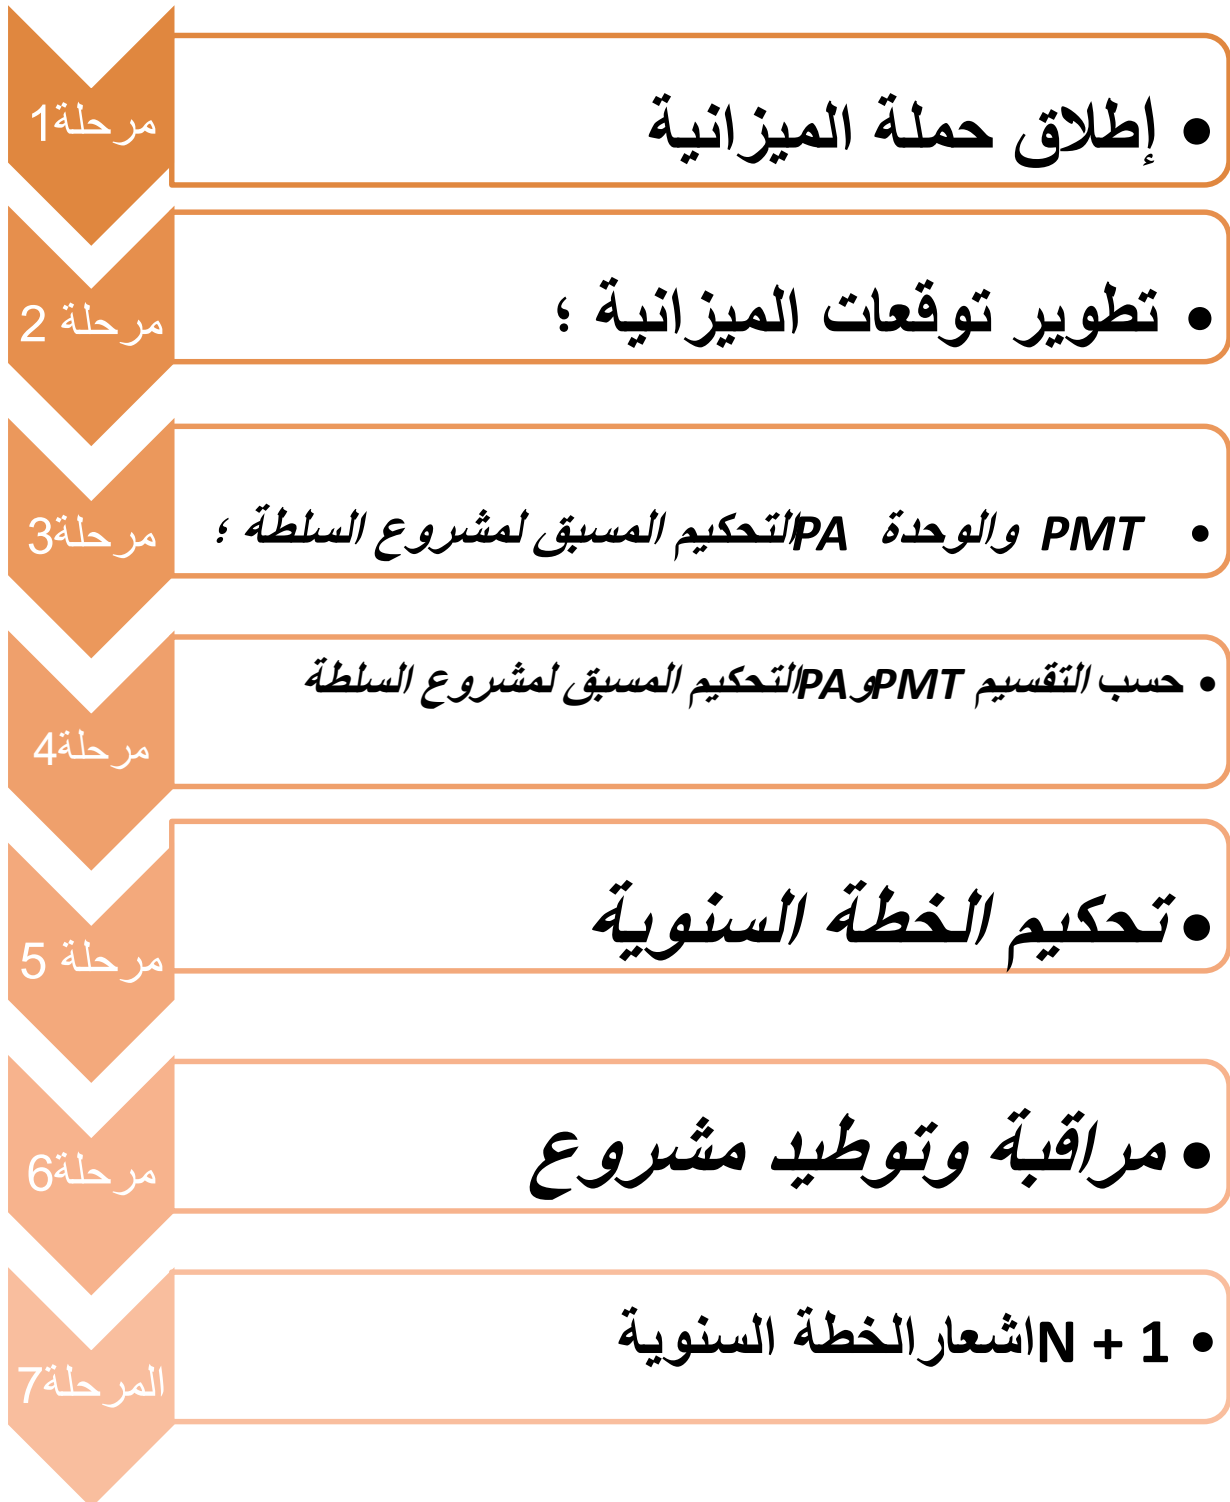 مرحلة1
• إطلاق حملة الميزانية
مرحلة 2
• تطوير توقعات الميزانية ؛
مرحلة3
• PMT والوحدة PAالتحكيم المسبق لمشروع السلطة ؛
مرحلة4
• حسب التقسيم PMTوPAالتحكيم المسبق لمشروع السلطة
مرحلة 5
• تحكيم الخطة السنوية
مرحلة6
• مراقبة وتوطيد مشروع
المرحلة7
• N + 1اشعارالخطة السنوية